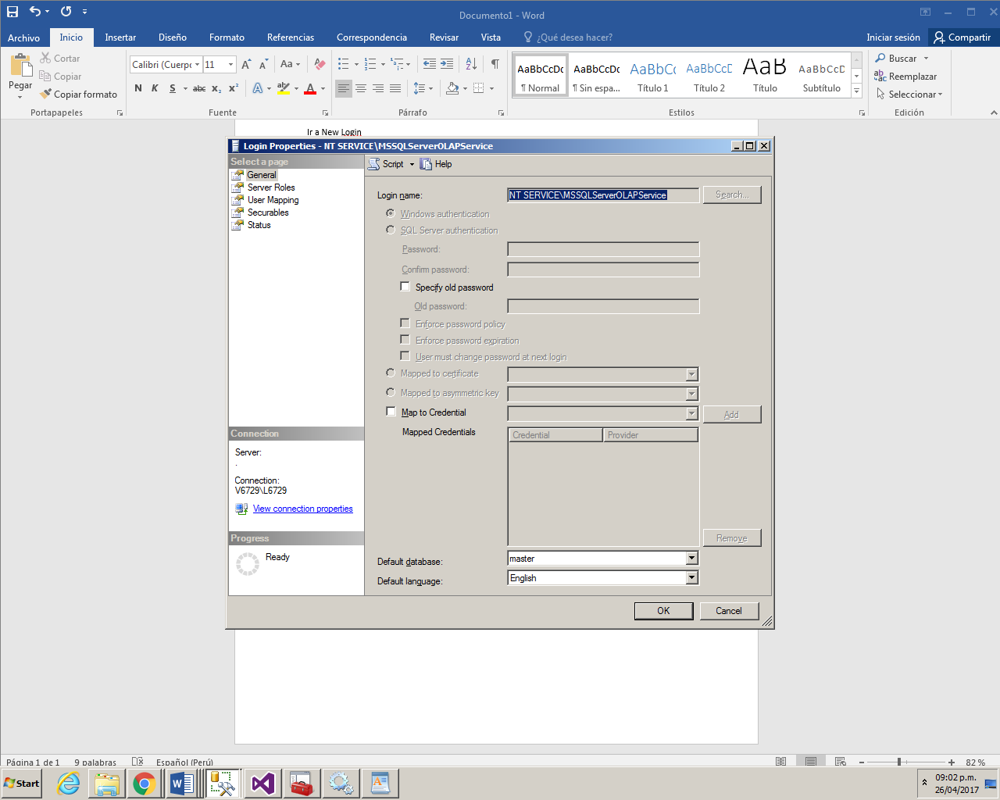 Documento1 - Word
Archivo Inicio Insertar Diseño Formato Referencias Correspondencia Revisar Vista ¿Qué desea hacer? Iniciar sesión Compartir
Pegar
Cortar
Copiar
Copiar formato
Portapapeles
Calibri (Cuerpo 11
N K S abc x₂ x²
Fuente
Párrafo
AaBbCcDc AaBbCcDc AaBbCc AaBbCcD AaB AaBbCcD
¶ Normal ¶ Sin espa... Título 1 Título 2 Título Subtítulo
Estilos
Buscar
Reemplazar
Seleccionar
Edición
Ir a New Login
Login Properties - NT SERVICE\MSSQLServerOLAPService
Select a page
General
Server Roles
User Mapping
Securables
Status
Script Help
Login name: NT SERVICE\MSSQLServerOLAPService Search...
Windows authentication
SQL Server authentication
Password:
Confirm password:
Specify old password
Old password:
Enforce password policy
Enforce password expiration
User must change password at next login
Mapped to certificate
Mapped to asymmetric key
Map to Credential Add
Mapped Credentials Credential Provider
Remove
Default database: master
Default language: English
Connection
Server:
.
Connection:
V6729\L6729
View connection properties
Progress
Ready
OK Cancel
Página 1 de 1 9 palabras Español (Perú) 82 %
Start
09:02 p.m.
26/04/2017